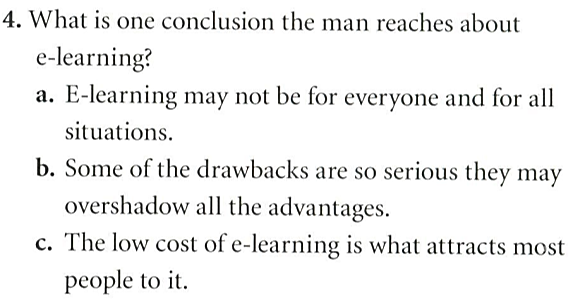 4. What is one conclusion the man reaches about
e-learning?
a. E-learning may not be for everyone and for all
situations.
b. Some of the drawbacks are so serious they may
overshadow all the advantages.
c. The low cost of e-learning is what attracts most
people to it.